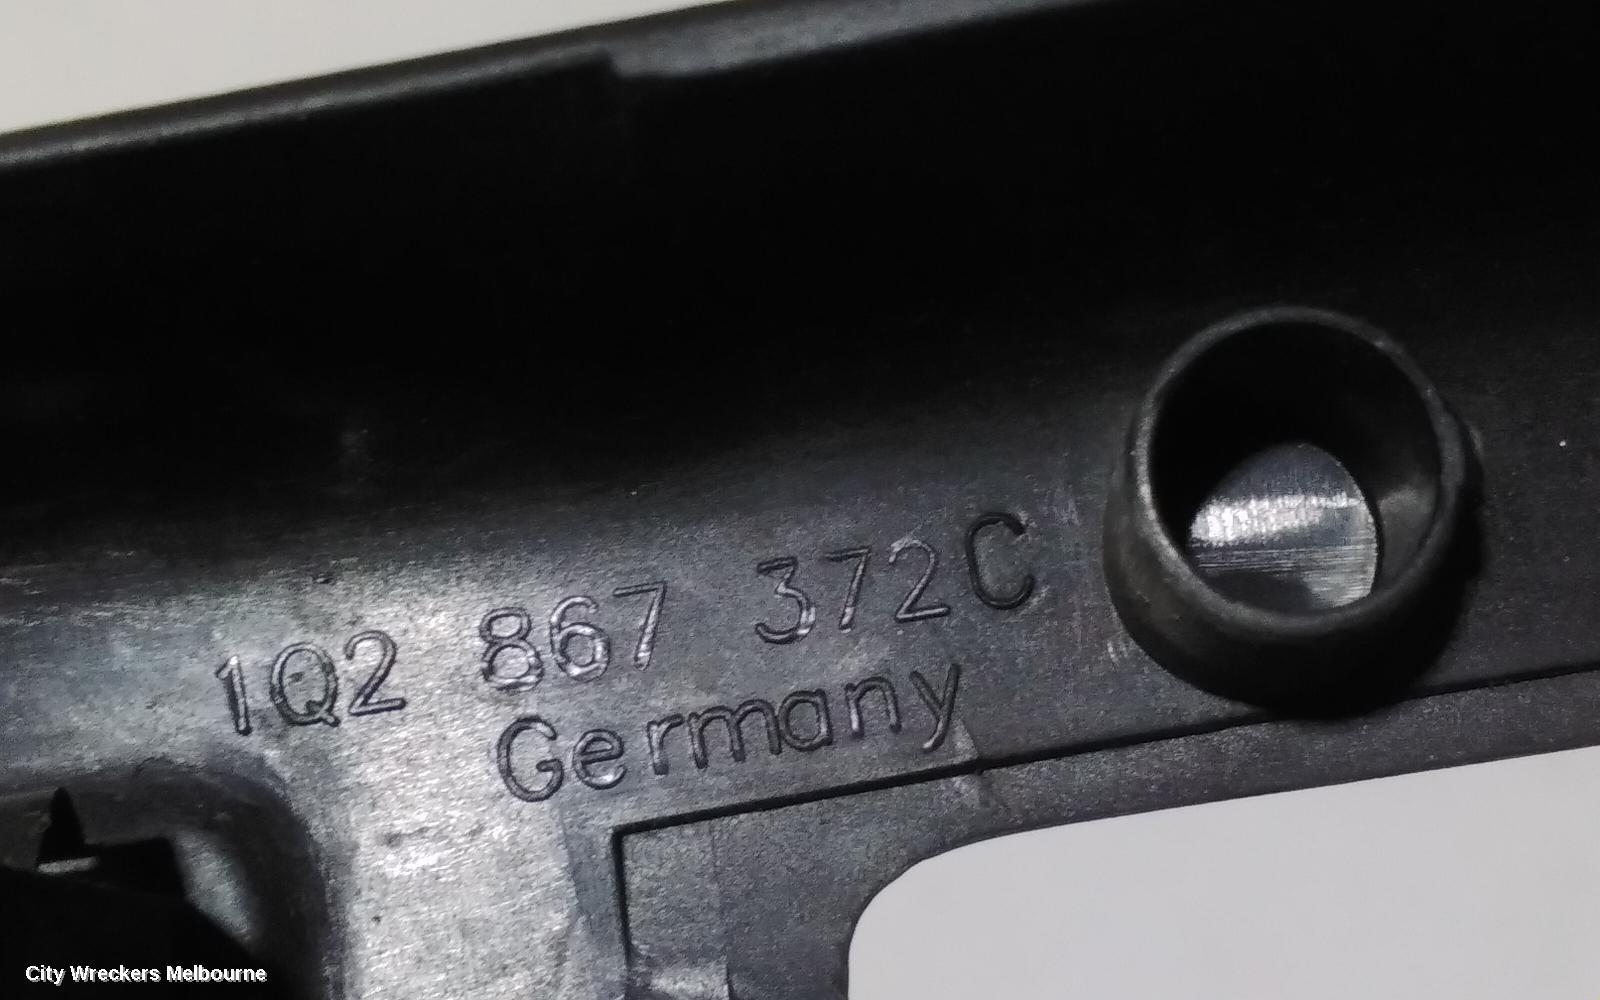 1Q2 867 372C
Germany
City Wreckers Melbourne